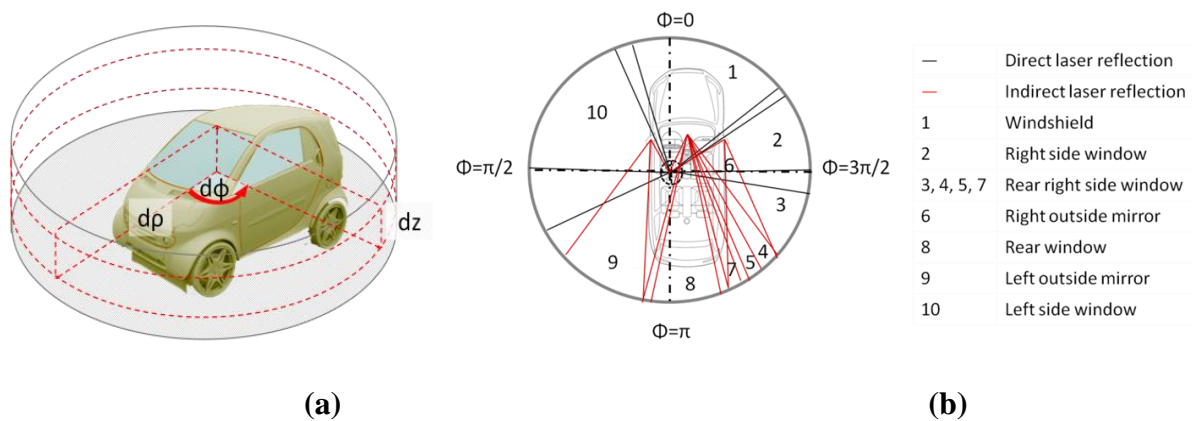 dϕ
dρ
dz
(a)
Φ=0
Φ=π/2
Φ=3π/2
Φ=π
1
10
2
6
3
9
4
5
7
8
Direct laser reflection
Indirect laser reflection
1 Windshield
2 Right side window
3, 4, 5, 7 Rear right side window
6 Right outside mirror
8 Rear window
9 Left outside mirror
10 Left side window
(b)